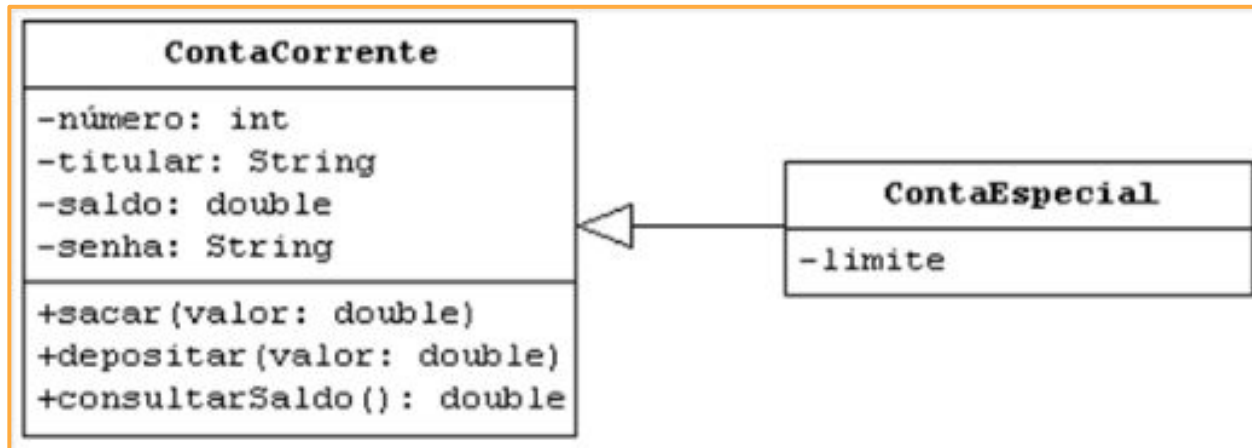 ContaCorrente
-número: int
-titular: String
-saldo: double
-senha: String
+sacar(valor: double)
+depositar(valor: double)
+consultarSaldo(): double
ContaEspecial
-limite